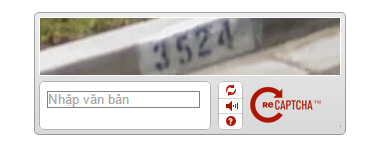 3524
Nhập văn bản
reCAPTCHA™